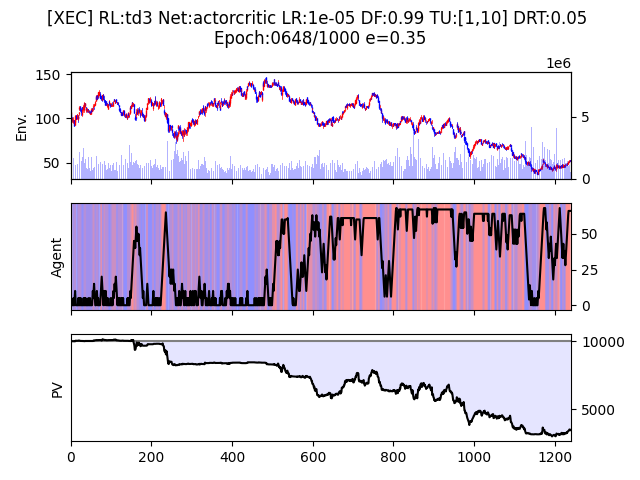 [XEC] RL:td3 Net:actorcritic LR:1e-05 DF:0.99 TU:[1,10] DRT:0.05
Epoch:0648/1000 e=0.35
1e6
150
100
50
Env.
5
0
Agent
50
25
0
PV
10000
5000
0 200 400 600 800 1000 1200